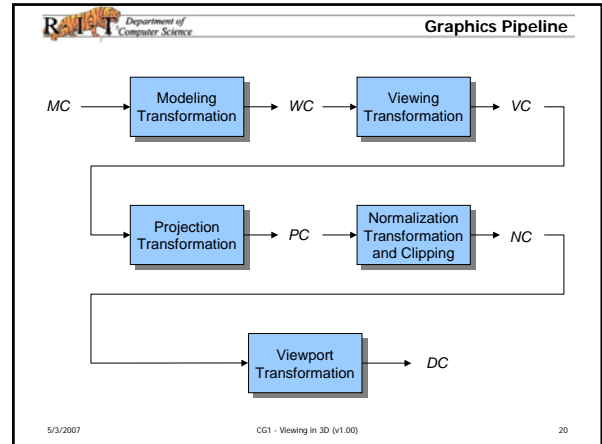 R·I·T Department of
Computer Science
Graphics Pipeline
MC
Modeling
Transformation
WC
Viewing
Transformation
VC
Projection
Transformation
PC
Normalization
Transformation
and Clipping
NC
Viewport
Transformation
DC
5/3/2007
CG1 - Viewing in 3D (v1.00)
20